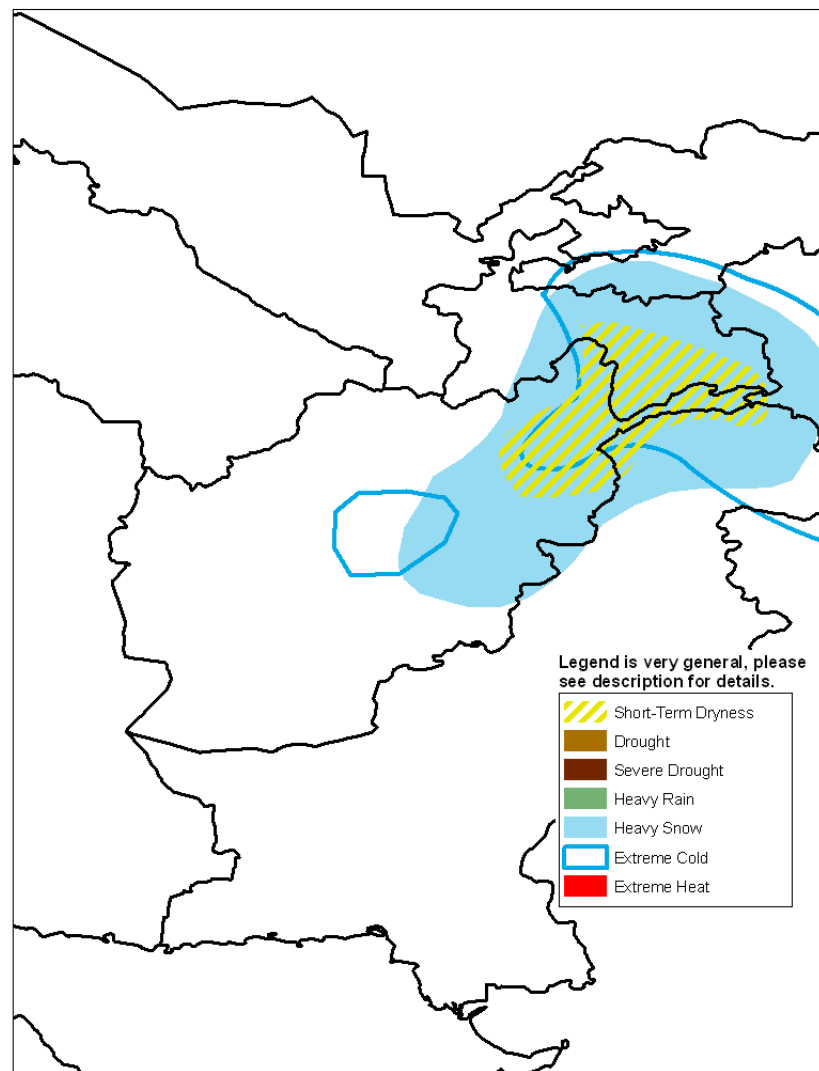 Legend is very general, please
see description for details.
Short-Term Dryness
Drought
Severe Drought
Heavy Rain
Heavy Snow
Extreme Cold
Extreme Heat